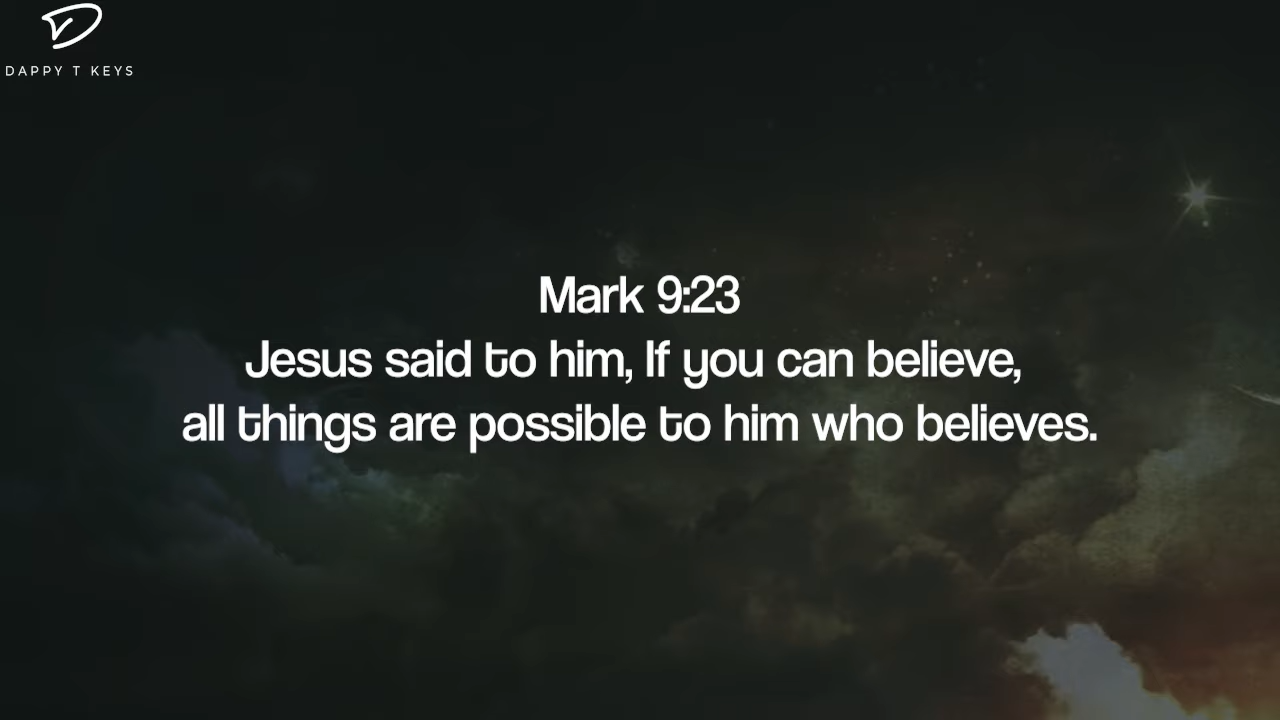 DAPPY T KEYS
Mark 9:23
Jesus said to him, If you can believe,
all things are possible to him who believes.